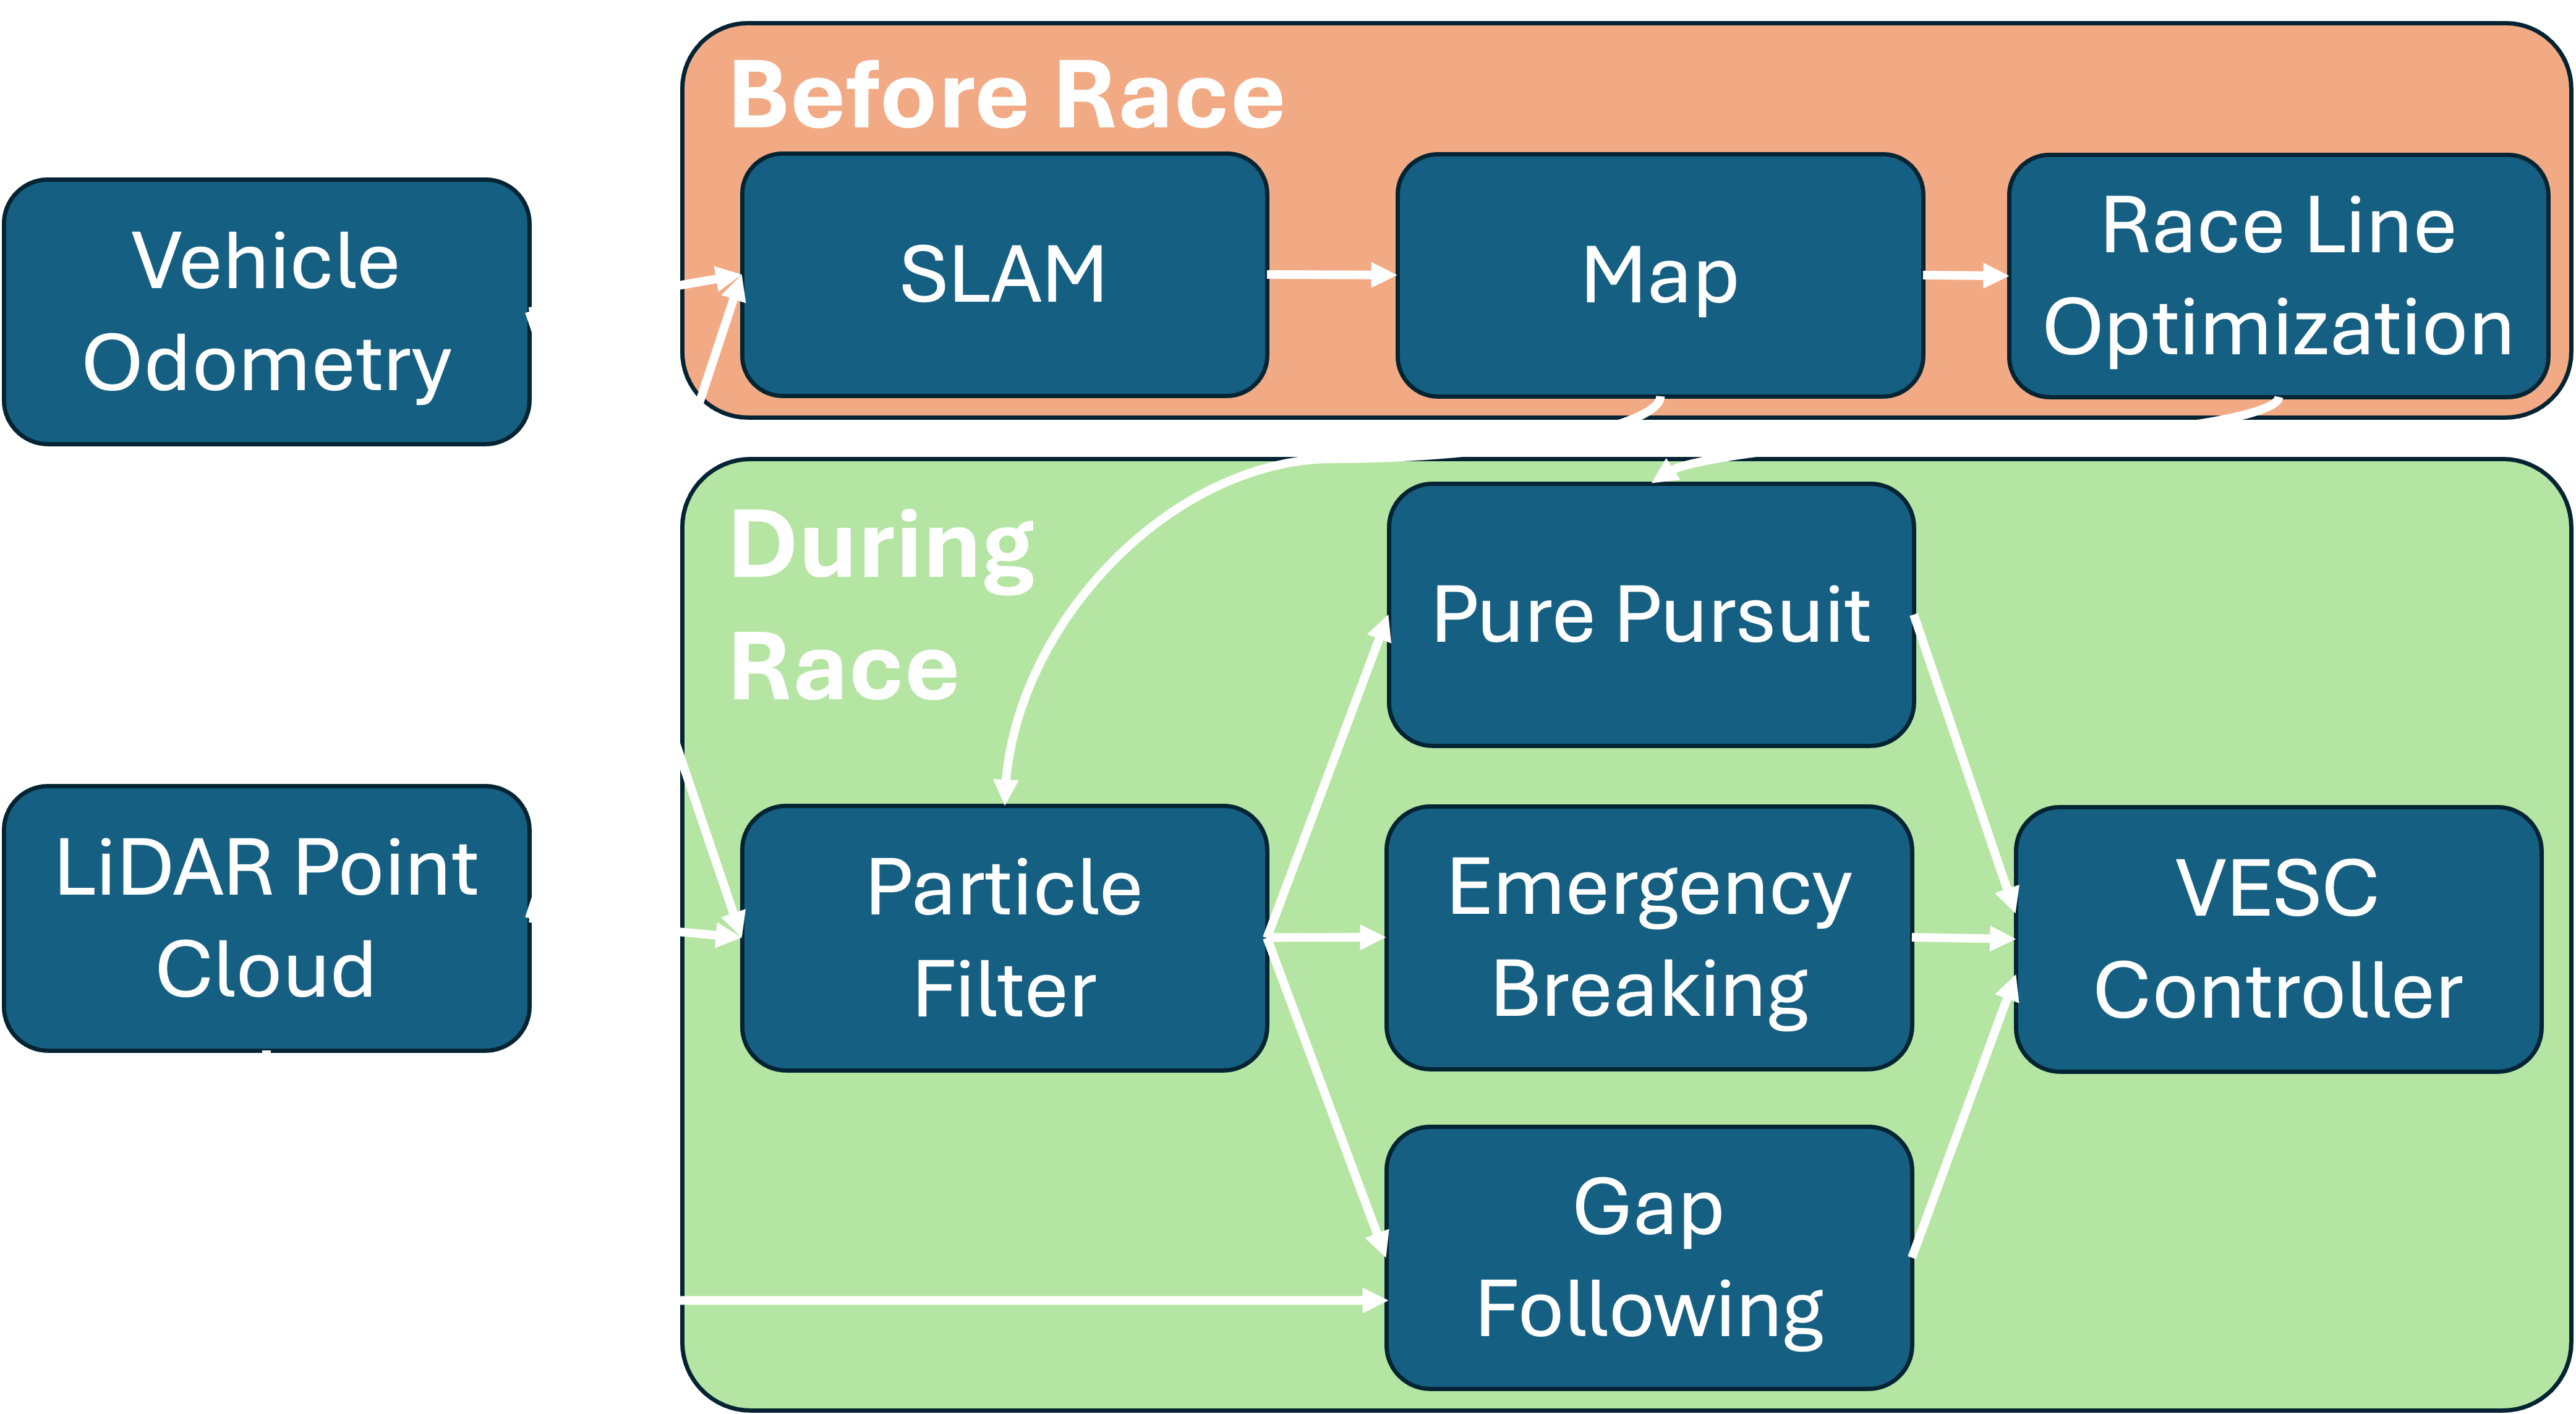 Before Race
Vehicle
Odometry
SLAM
Map
Race Line
Optimization
During
Race
Pure Pursuit
LiDAR Point
Cloud
Particle
Filter
Emergency
Breaking
VESC
Controller
Gap
Following